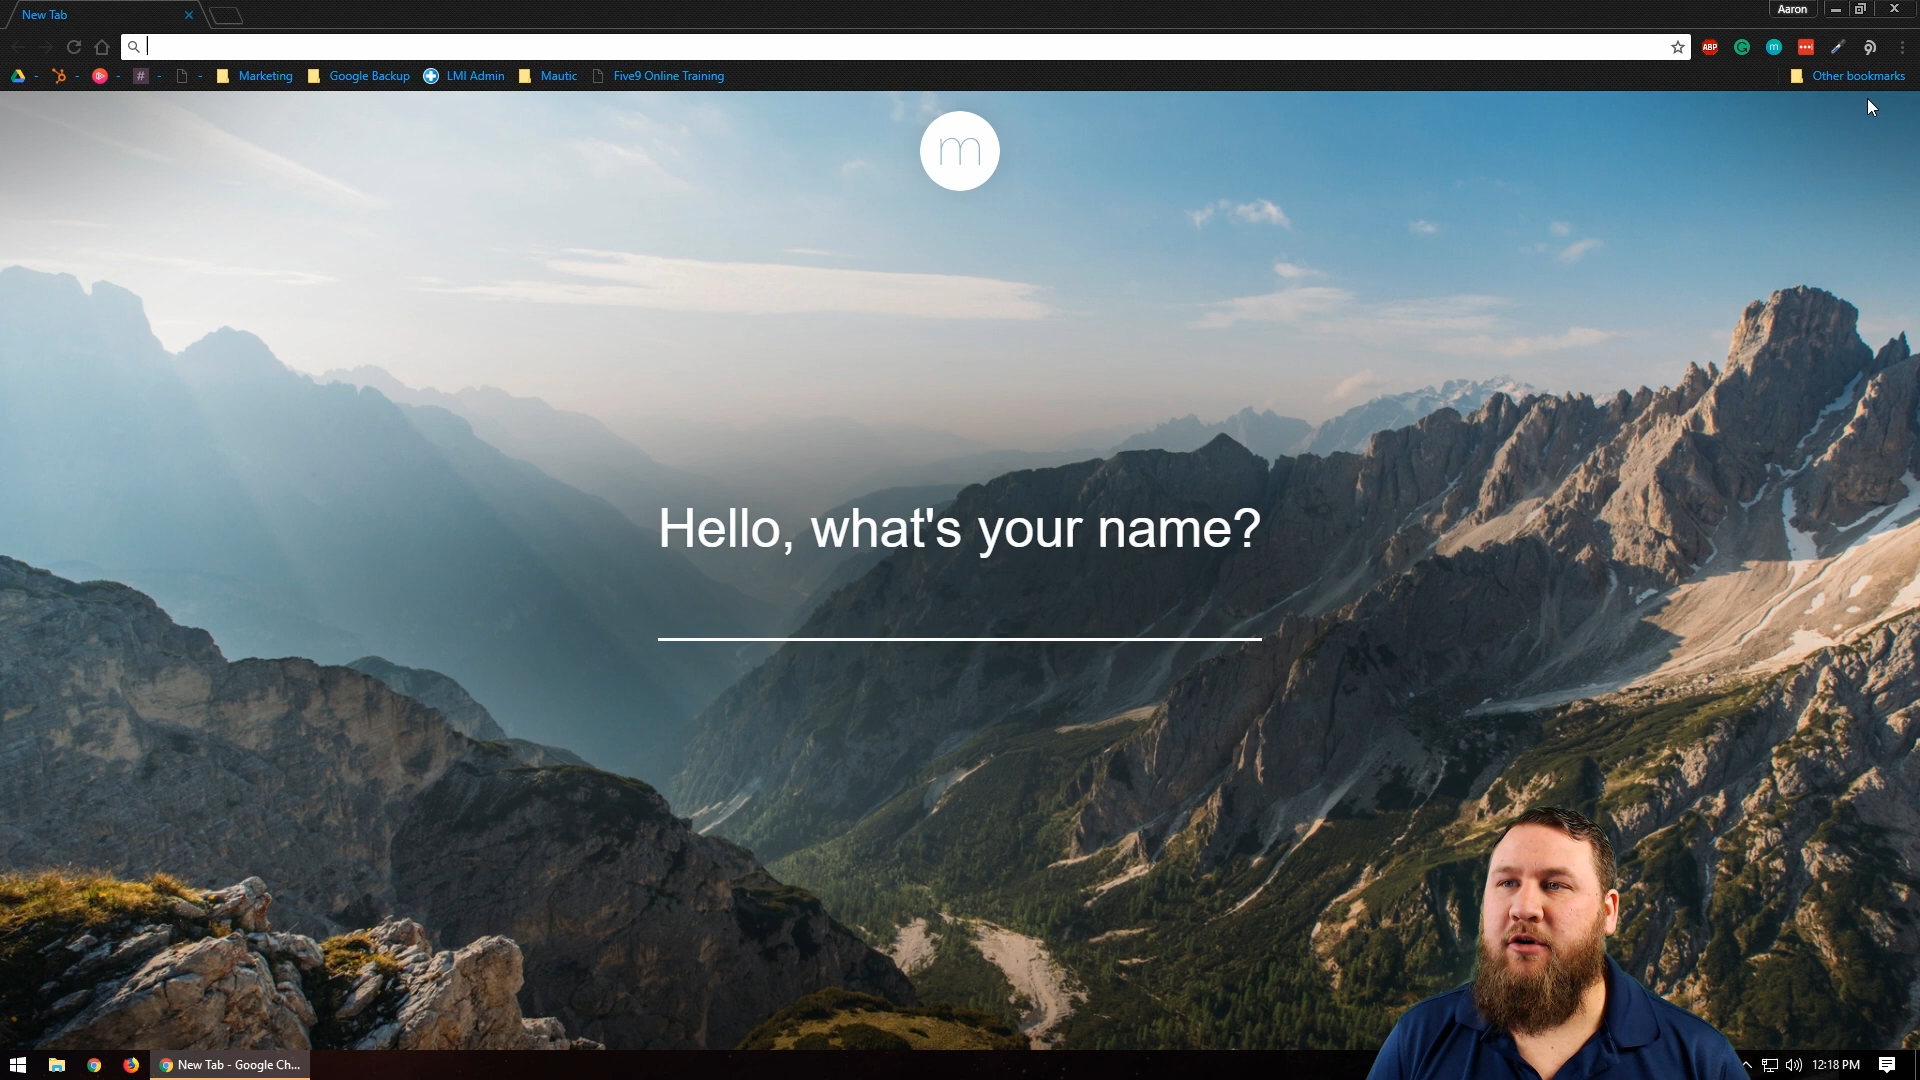 New Tab
Aaron
ABP
m
#
Marketing
Google Backup
LMI Admin
Mautic
Five9 Online Training
Other bookmarks
m
Hello, what's your name?
New Tab - Google Ch...
12:18 PM